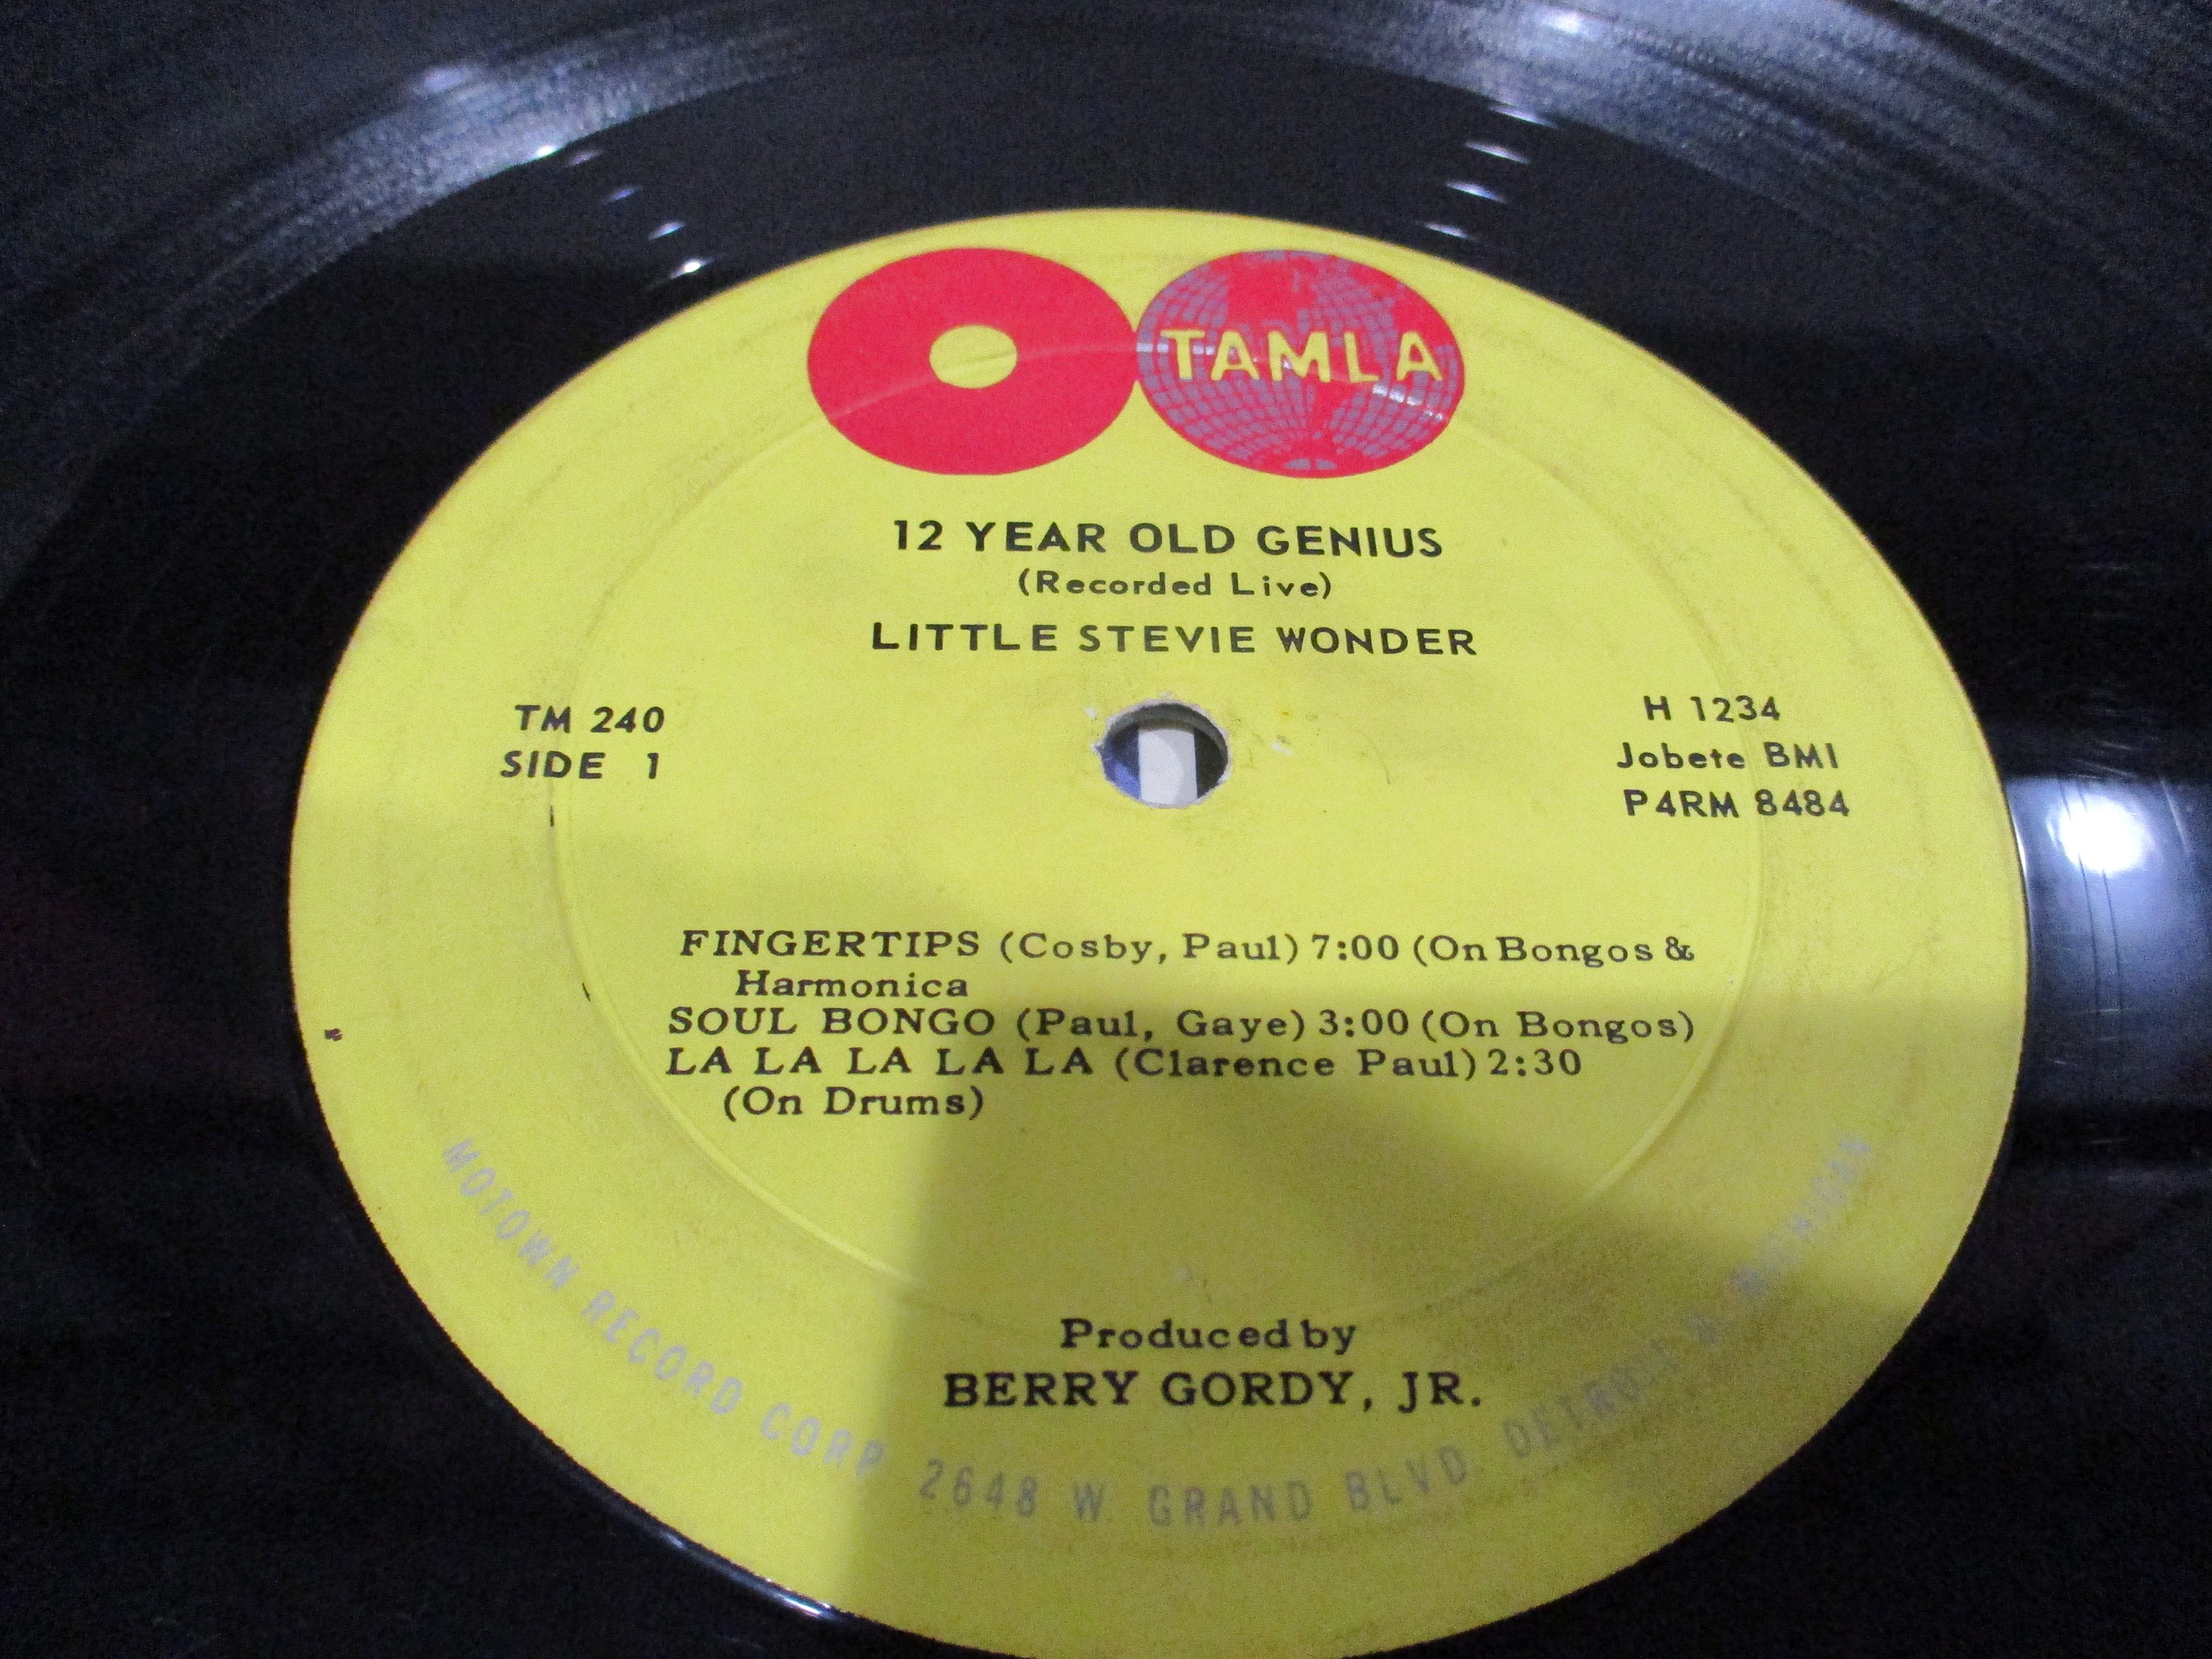 TAMLA
12 YEAR OLD GENIUS
(Recorded Live)
LITTLE STEVIE WONDER
TM 240
SIDE 1
H 1234
Jobete BMI
P4RM 8484
FINGERTIPS (Cosby, Paul) 7:00 (On Bongos &
Harmonica
SOUL BONGO (Paul, Gaye) 3:00 (On Bongos)
LA LA LA LA LA (Clarence Paul) 2:30
(On Drums)
Produced by
BERRY GORDY, JR.
MOTOWN RECORD CORP 2648 W. GRAND BLVD. DETROIT MICHIGAN